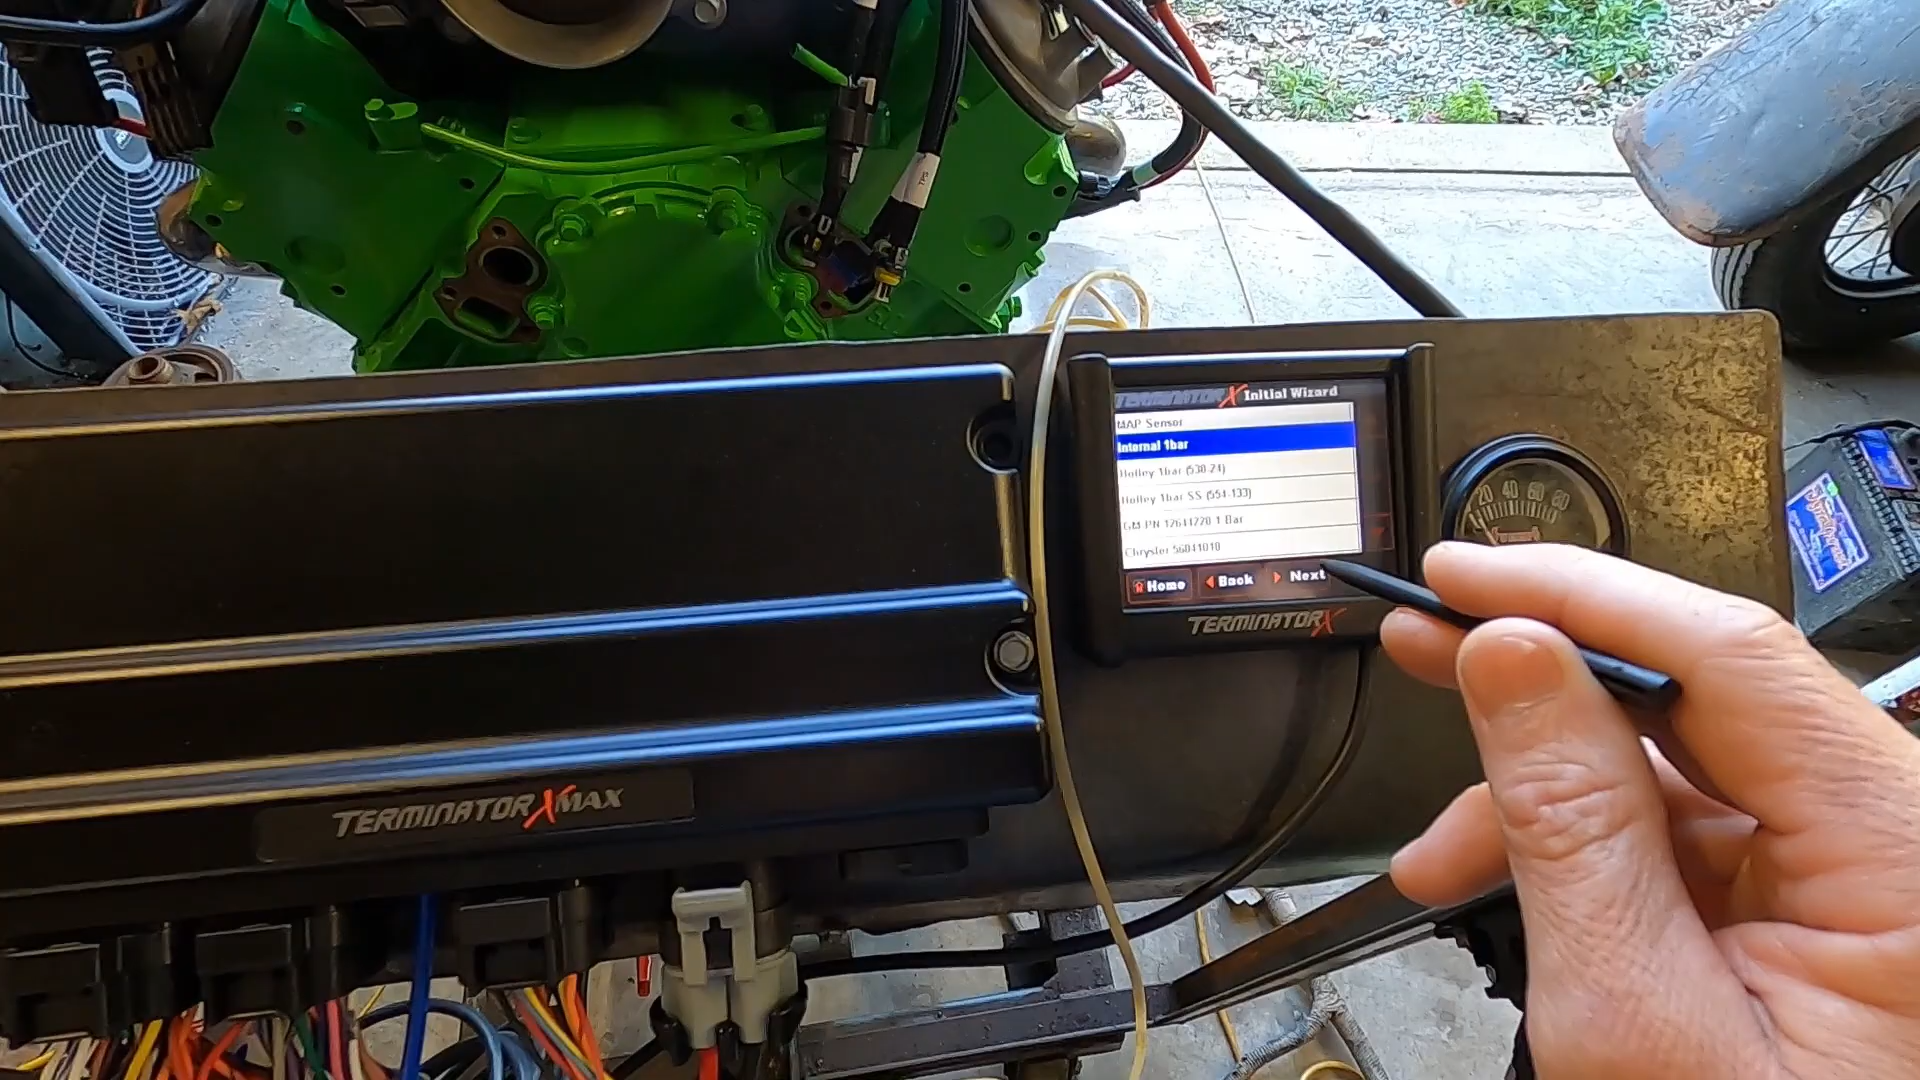 TERMINATOR X Initial Wizard
MAP Sensor
Internal 1bar
Holley 1bar (538-24)
Holley 1bar SS (554-133)
GM PN 12644228 1 Bar
Chrysler 56041018
Home Back Next
TERMINATOR X
20 40 60 80
TERMINATOR X MAX
TPS